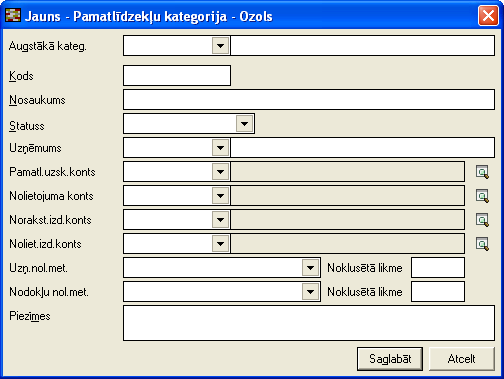 Jauns - Pamatlīdzekļu kategorija - Ozols
Augstākā kateg.
Kods
Nosaukums
Statuss
Uzņēmums
Pamatl.uzsk.konts
Nolietojuma konts
Norakst.izd.konts
Noliet.izd.konts
Uzņ.nol.met. Noklusētā likme
Nodokļu nol.met. Noklusētā likme
Piezīmes
Saglabāt Atcelt